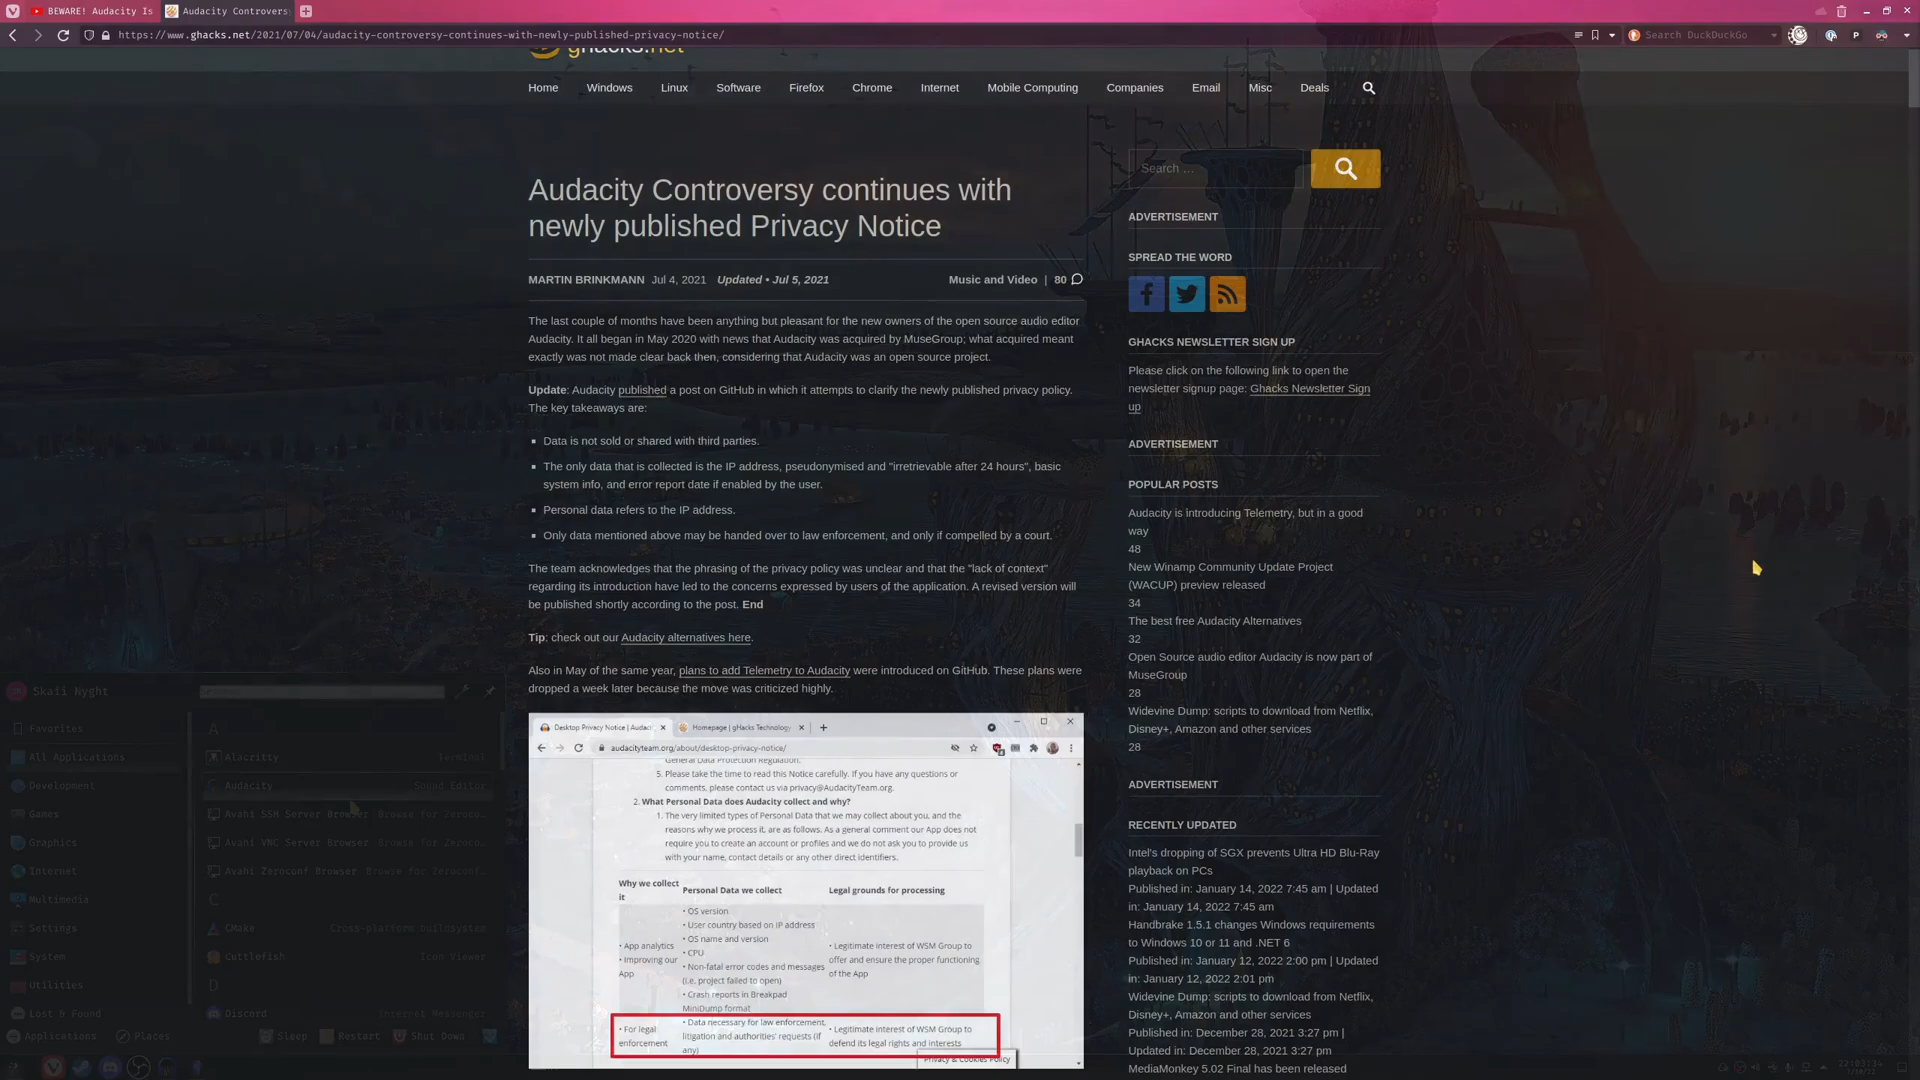 BEWARE! Audacity Is
Audacity Controvers
https://www.ghacks.net/2021/07/04/audacity-controversy-continues-with-newly-published-privacy-notice/
Search DuckDuckGo
ghacks.net
Home Windows Linux Software Firefox Chrome Internet Mobile Computing Companies Email Misc Deals
Audacity Controversy continues with
newly published Privacy Notice
MARTIN BRINKMANN Jul 4, 2021 Updated • Jul 5, 2021 Music and Video | 80
The last couple of months have been anything but pleasant for the new owners of the open source audio editor
Audacity. It all began in May 2020 with news that Audacity was acquired by MuseGroup; what acquired meant
exactly was not made clear back then, considering that Audacity was an open source project.
Update: Audacity published a post on GitHub in which it attempts to clarify the newly published privacy policy.
The key takeaways are:
▪ Data is not sold or shared with third parties.
▪ The only data that is collected is the IP address, pseudonymised and "irretrievable after 24 hours", basic
system info, and error report date if enabled by the user.
▪ Personal data refers to the IP address.
▪ Only data mentioned above may be handed over to law enforcement, and only if compelled by a court.
The team acknowledges that the phrasing of the privacy policy was unclear and that the "lack of context"
regarding its introduction have led to the concerns expressed by users of the application. A revised version will
be published shortly according to the post. End
Tip: check out our Audacity alternatives here.
Also in May of the same year, plans to add Telemetry to Audacity were introduced on GitHub. These plans were
dropped a week later because the move was criticized highly.
Desktop Privacy Notice | Audaci
Homepage | gHacks Technology
audacityteam.org/about/desktop-privacy-notice/
General Data Protection Regulation.
5. Please take the time to read this Notice carefully. If you have any questions or
comments, please contact us via privacy@AudacityTeam.org.
2. What Personal Data does Audacity collect and why?
1. The very limited types of Personal Data that we may collect about you, and the
reasons why we process it, are as follows. As a general comment our App does not
require you to create an account or profiles and we do not ask you to provide us
with your name, contact details or any other direct identifiers.
Why we collect
it
Personal Data we collect
Legal grounds for processing
• App analytics
• Improving our
App
• OS version
• User country based on IP address
• OS name and version
• CPU
• Non-fatal error codes and messages
(i.e. project failed to open)
• Crash reports in Breakpad
MiniDump format
• Legitimate interest of WSM Group to
offer and ensure the proper functioning
of the App
• For legal
enforcement
• Data necessary for law enforcement,
litigation and authorities' requests (if
any)
• Legitimate interest of WSM Group to
defend its legal rights and interests
Privacy & Cookies Policy
Search …
ADVERTISEMENT
SPREAD THE WORD
GHACKS NEWSLETTER SIGN UP
Please click on the following link to open the
newsletter signup page: Ghacks Newsletter Sign
up
ADVERTISEMENT
POPULAR POSTS
Audacity is introducing Telemetry, but in a good
way
48
New Winamp Community Update Project
(WACUP) preview released
34
The best free Audacity Alternatives
32
Open Source audio editor Audacity is now part of
MuseGroup
28
Widevine Dump: scripts to download from Netflix,
Disney+, Amazon and other services
28
ADVERTISEMENT
RECENTLY UPDATED
Intel's dropping of SGX prevents Ultra HD Blu-Ray
playback on PCs
Published in: January 14, 2022 7:45 am | Updated
in: January 14, 2022 7:45 am
Handbrake 1.5.1 changes Windows requirements
to Windows 10 or 11 and .NET 6
Published in: January 12, 2022 2:00 pm | Updated
in: January 12, 2022 2:01 pm
Widevine Dump: scripts to download from Netflix,
Disney+, Amazon and other services
Published in: December 28, 2021 3:27 pm |
Updated in: December 28, 2021 3:27 pm
MediaMonkey 5.02 Final has been released
Skaii Nyght
Favorites
All Applications
Development
Games
Graphics
Internet
Multimedia
Settings
System
Utilities
Lost & Found
A
Alacritty Terminal
Audacity Sound Editor
Avahi SSH Server Browser Browse for Zeroco...
Avahi VNC Server Browser Browse for Zeroco...
Avahi Zeroconf Browser Browse for Zeroconf...
C
CMake Cross-platform buildsystem
Cuttlefish Icon Viewer
D
Discord Internet Messenger
Applications Places Sleep Restart Shut Down